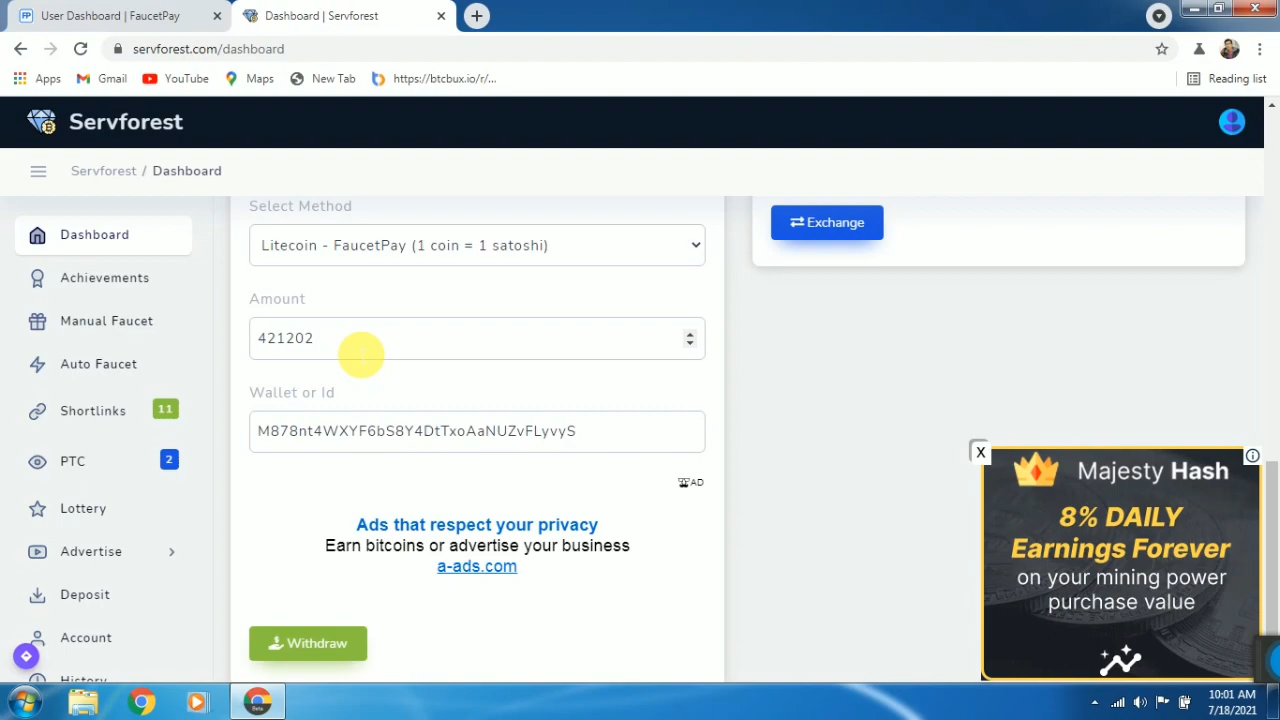 User Dashboard | FaucetPay
Dashboard | Servforest
servforest.com/dashboard
Apps
Gmail
YouTube
Maps
New Tab
https://btcbux.io/r/...
Reading list
Servforest
Servforest / Dashboard
Dashboard
Achievements
Manual Faucet
Auto Faucet
Shortlinks 11
PTC 2
Lottery
Advertise
Deposit
Account
History
Select Method
Litecoin - FaucetPay (1 coin = 1 satoshi)
Amount
421202
Wallet or Id
M878nt4WXYF6bS8Y4DtTxoAaNUZvFLyvyS
AD
Ads that respect your privacy
Earn bitcoins or advertise your business
a-ads.com
Withdraw
Exchange
X
Majesty Hash
8% DAILY
Earnings Forever
on your mining power
purchase value
10:01 AM
7/18/2021